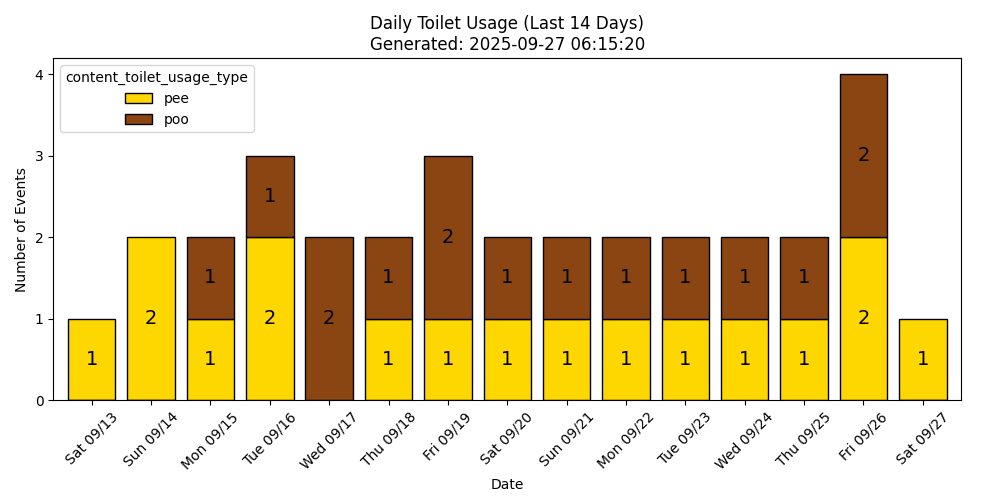 Daily Toilet Usage (Last 14 Days)
Generated: 2025-09-27 06:15:20
content_toilet_usage_type
pee
poo
Number of Events
4
3
2
1
0
1
2
1
1
2
1
2
1
1
1
2
1
1
1
1
1
1
1
1
1
1
1
1
2
2
1
Sat 09/13
Sun 09/14
Mon 09/15
Tue 09/16
Wed 09/17
Thu 09/18
Fri 09/19
Sat 09/20
Sun 09/21
Mon 09/22
Tue 09/23
Wed 09/24
Thu 09/25
Fri 09/26
Sat 09/27
Date